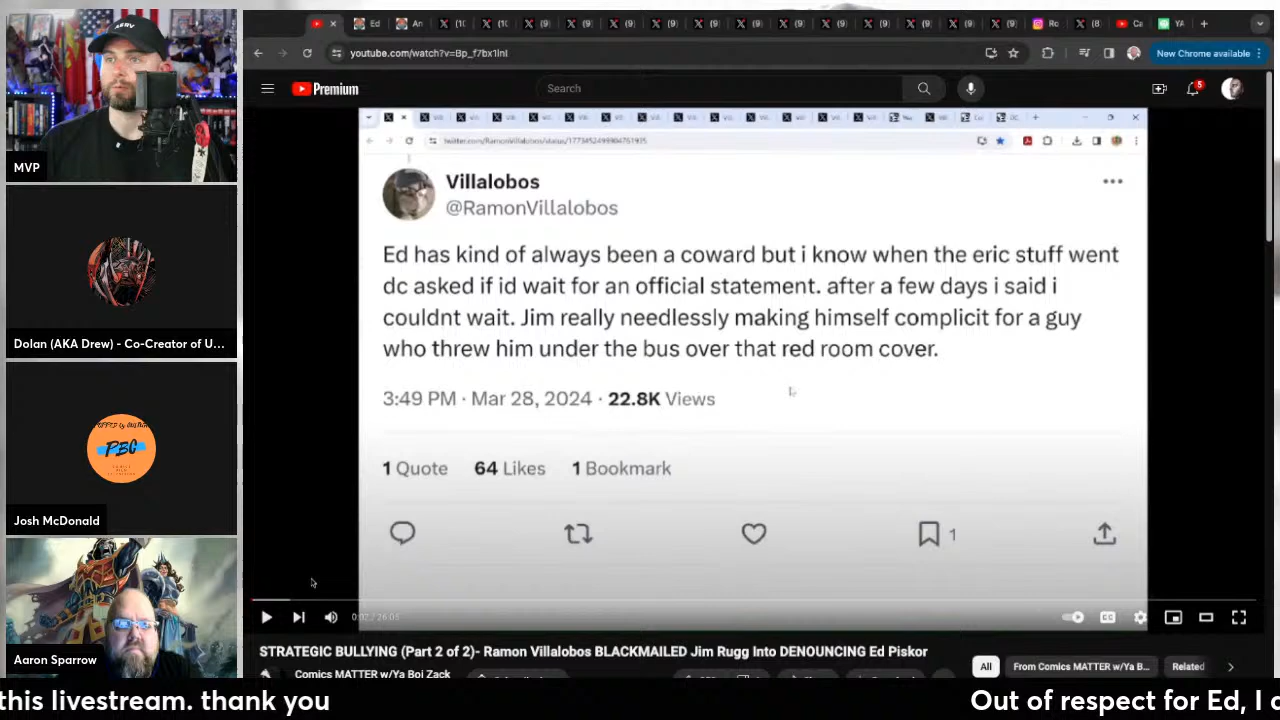 MVP
Dolan (AKA Drew) - Co-Creator of U...
PBC
Josh McDonald
Aaron Sparrow
youtube.com/watch?v=Bp_f7bx1lnI
New Chrome available
Premium
Search
5
Villalobos
@RamonVillalobos
Ed has kind of always been a coward but i know when the eric stuff went
dc asked if id wait for an official statement. after a few days i said i
couldnt wait. Jim really needlessly making himself complicit for a guy
who threw him under the bus over that red room cover.
3:49 PM · Mar 28, 2024 · 22.8K Views
1 Quote 64 Likes 1 Bookmark
1
STRATEGIC BULLYING (Part 2 of 2)- Ramon Villalobos BLACKMAILED Jim Rugg Into DENOUNCING Ed Piskor
Comics MATTER w/Ya Boi Zack
All
From Comics MATTER w/Ya B...
Related
this livestream. thank you
Out of respect for Ed, I